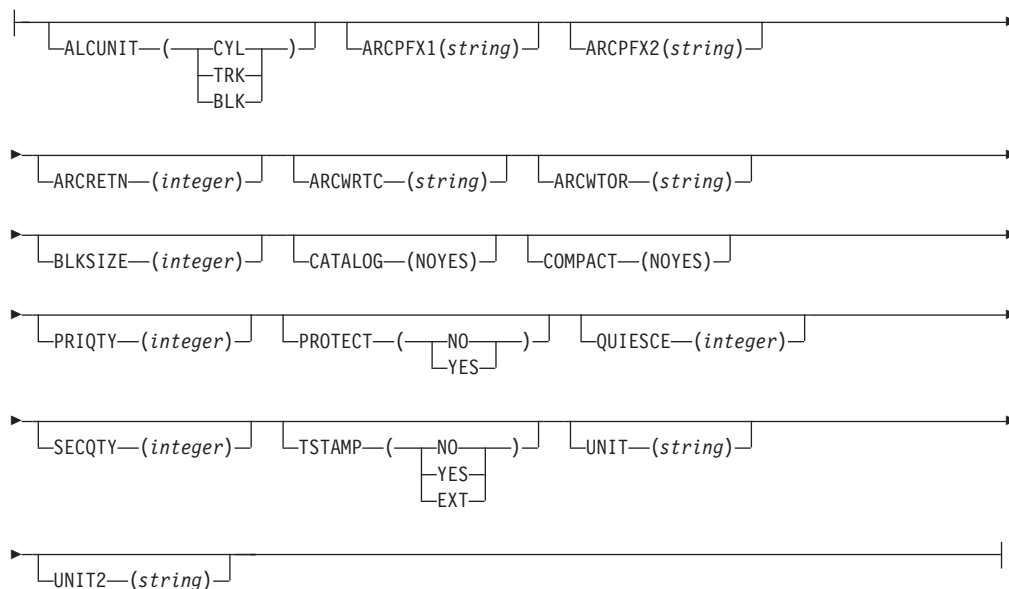 ALCUNIT ( CYL ) ARCPFX1(string) ARCPFX2(string)
TRK
BLK
ARCRETN (integer) ARCWRTC (string) ARCWTOR (string)
BLKSIZE (integer) CATALOG (NOYES) COMPACT (NOYES)
PRIQTY (integer) PROTECT ( NO ) QUIESCE (integer)
YES
SECQTY (integer) TSTAMP ( NO ) UNIT (string)
YES
EXT
UNIT2 (string)